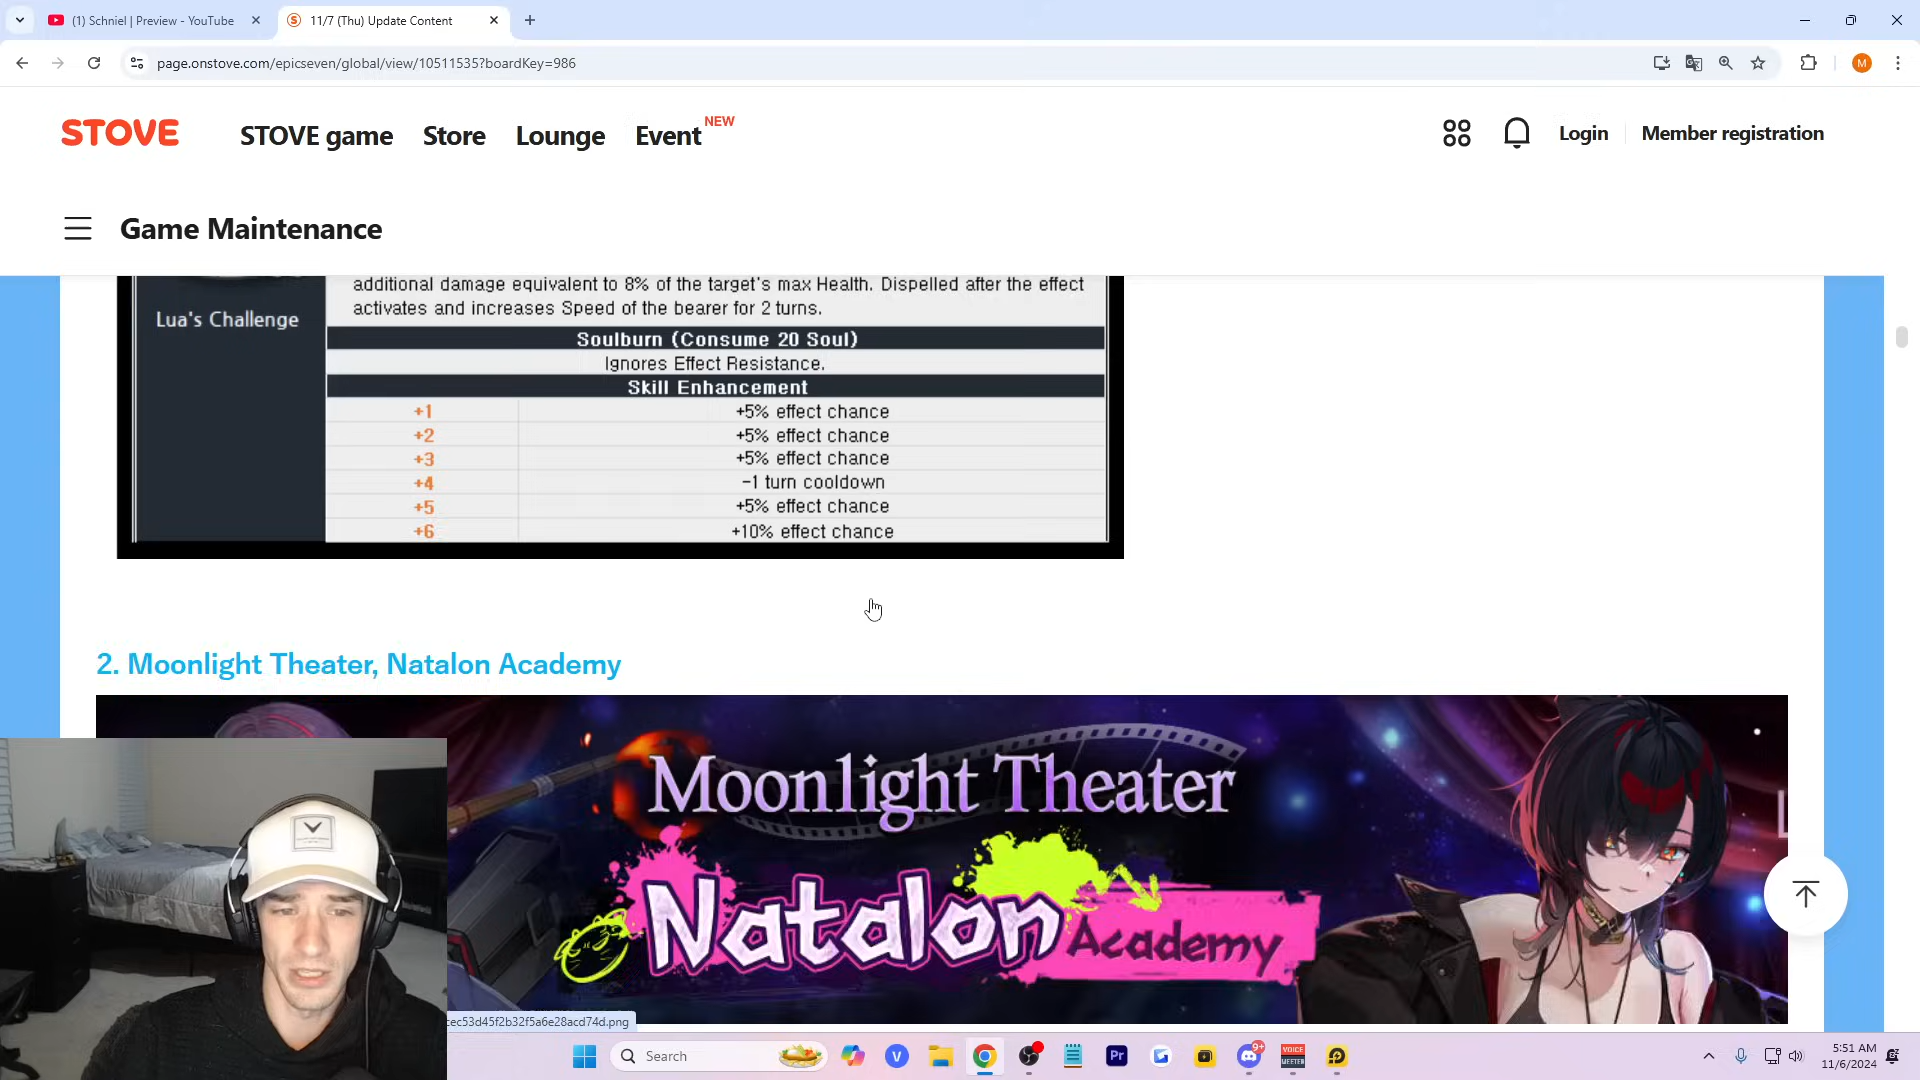 (1) Schniel | Preview - YouTube
11/7 (Thu) Update Content
page.onstove.com/epicseven/global/view/10511535?boardKey=986
M
STOVE
STOVE game
Store
Lounge
Event
NEW
Login
Member registration
Game Maintenance
additional damage equivalent to 8% of the target's max Health. Dispelled after the effect
activates and increases Speed of the bearer for 2 turns.
Lua's Challenge
Soulburn (Consume 20 Soul)
Ignores Effect Resistance.
Skill Enhancement
+1 +5% effect chance
+2 +5% effect chance
+3 +5% effect chance
+4 -1 turn cooldown
+5 +5% effect chance
+6 +10% effect chance
2. Moonlight Theater, Natalon Academy
Moonlight Theater
Natalon
Academy
Search
V
Pr
9+
VOICE
MEETER
5:51 AM
11/6/2024